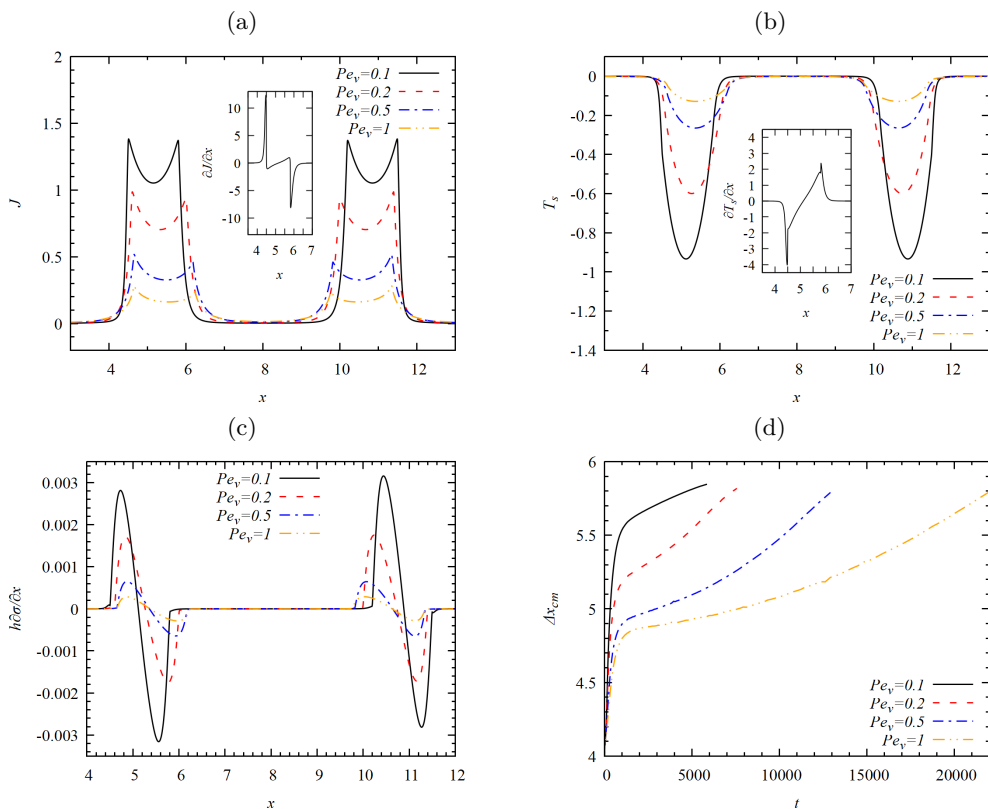 (a)
2
1.5
1
0.5
0
J
4
6
8
10
12
x
Pe_v=0.1
Pe_v=0.2
Pe_v=0.5
Pe_v=1
10
5
0
-5
-10
∂J/∂x
4 5 6 7
x
(b)
0
-0.2
-0.4
-0.6
-0.8
-1
-1.2
-1.4
T_s
4
6
8
10
12
x
4
3
2
1
0
-1
-2
-3
-4
∂T_s/∂x
4 5 6 7
x
Pe_v=0.1
Pe_v=0.2
Pe_v=0.5
Pe_v=1
(c)
0.003
0.002
0.001
0
-0.001
-0.002
-0.003
h∂σ/∂x
4
5
6
7
8
9
10
11
12
x
Pe_v=0.1
Pe_v=0.2
Pe_v=0.5
Pe_v=1
(d)
6
5.5
5
4.5
4
Δx_cm
0
5000
10000
15000
20000
t
Pe_v=0.1
Pe_v=0.2
Pe_v=0.5
Pe_v=1